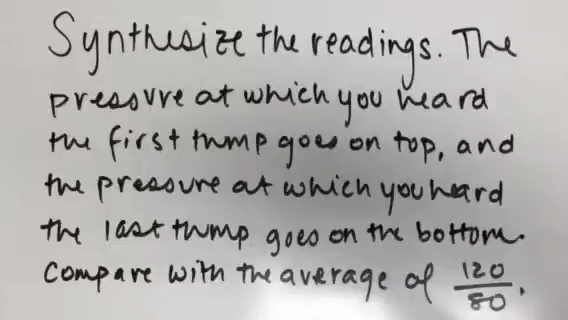 Synthesize the readings. The
pressure at which you heard
the first thump goes on top, and
the pressure at which you heard
the last thump goes on the bottom.
Compare with the average of 120/80.